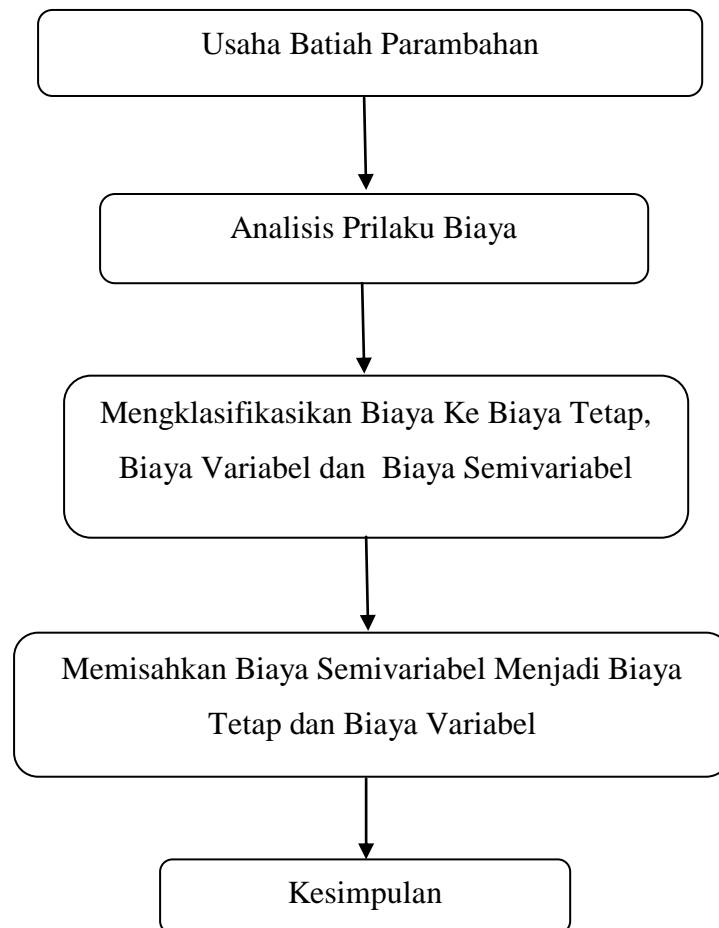 Usaha Batiah Parambahan
Analisis Prilaku Biaya
Mengklasifikasikan Biaya Ke Biaya Tetap,
Biaya Variabel dan Biaya Semivariabel
Memisahkan Biaya Semivariabel Menjadi Biaya
Tetap dan Biaya Variabel
Kesimpulan